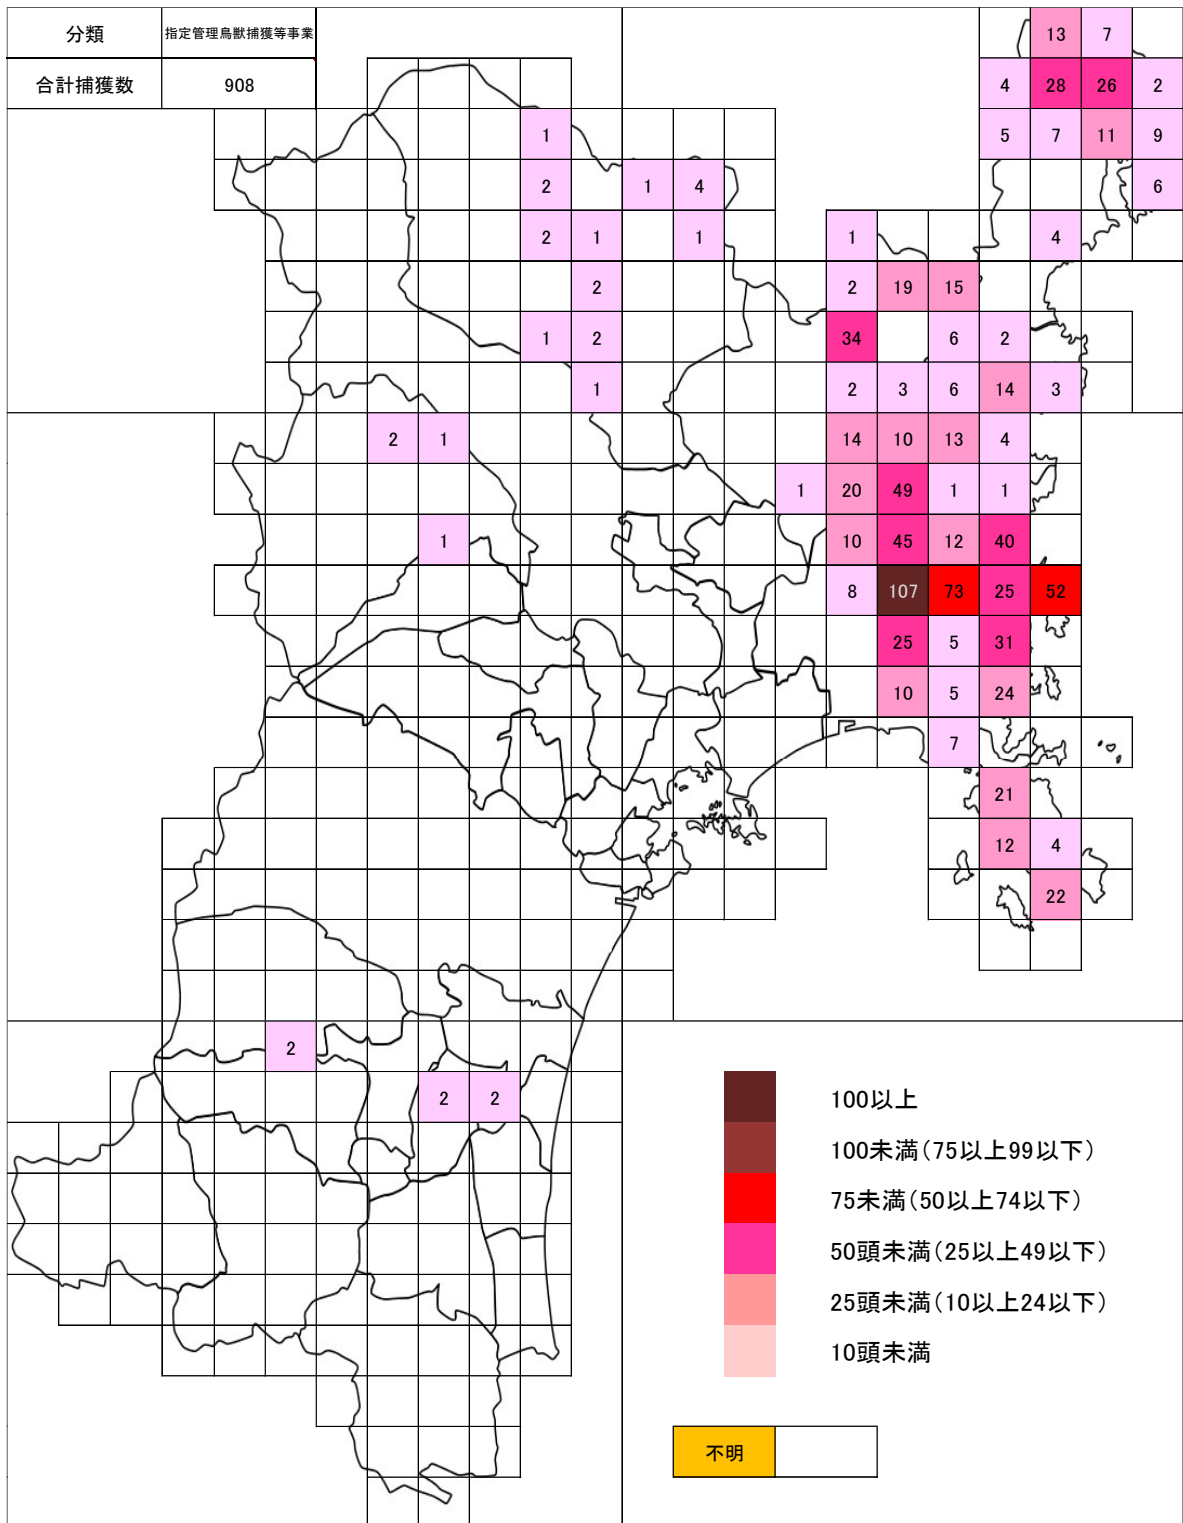 分類 指定管理鳥獣捕獲等事業 13 7
合計捕獲数 908 4 28 26 2
1 5 7 11 9
2 1 4 6
2 1 1 1 4
2 2 19 15
1 2 34 6 2
1 2 3 6 14 3
2 1 14 10 13 4
1 20 49 1 1
1 10 45 12 40
8 107 73 25 52
25 5 31
10 5 24
7
21
12 4
22
2
2 2
100以上
100未満(75以上99以下)
75未満(50以上74以下)
50頭未満(25以上49以下)
25頭未満(10以上24以下)
10頭未満
不明